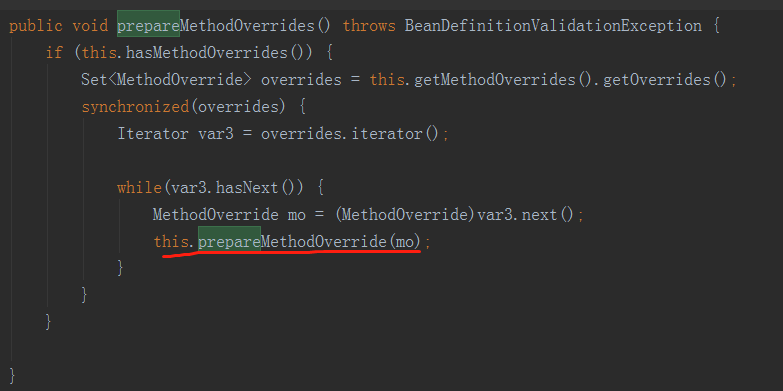 public void prepareMethodOverrides() throws BeanDefinitionValidationException {
if (this.hasMethodOverrides()) {
Set<MethodOverride> overrides = this.getMethodOverrides().getOverrides();
synchronized(overrides) {
Iterator var3 = overrides.iterator();
while(var3.hasNext()) {
MethodOverride mo = (MethodOverride)var3.next();
this.prepareMethodOverride(mo);
}
}
}
}